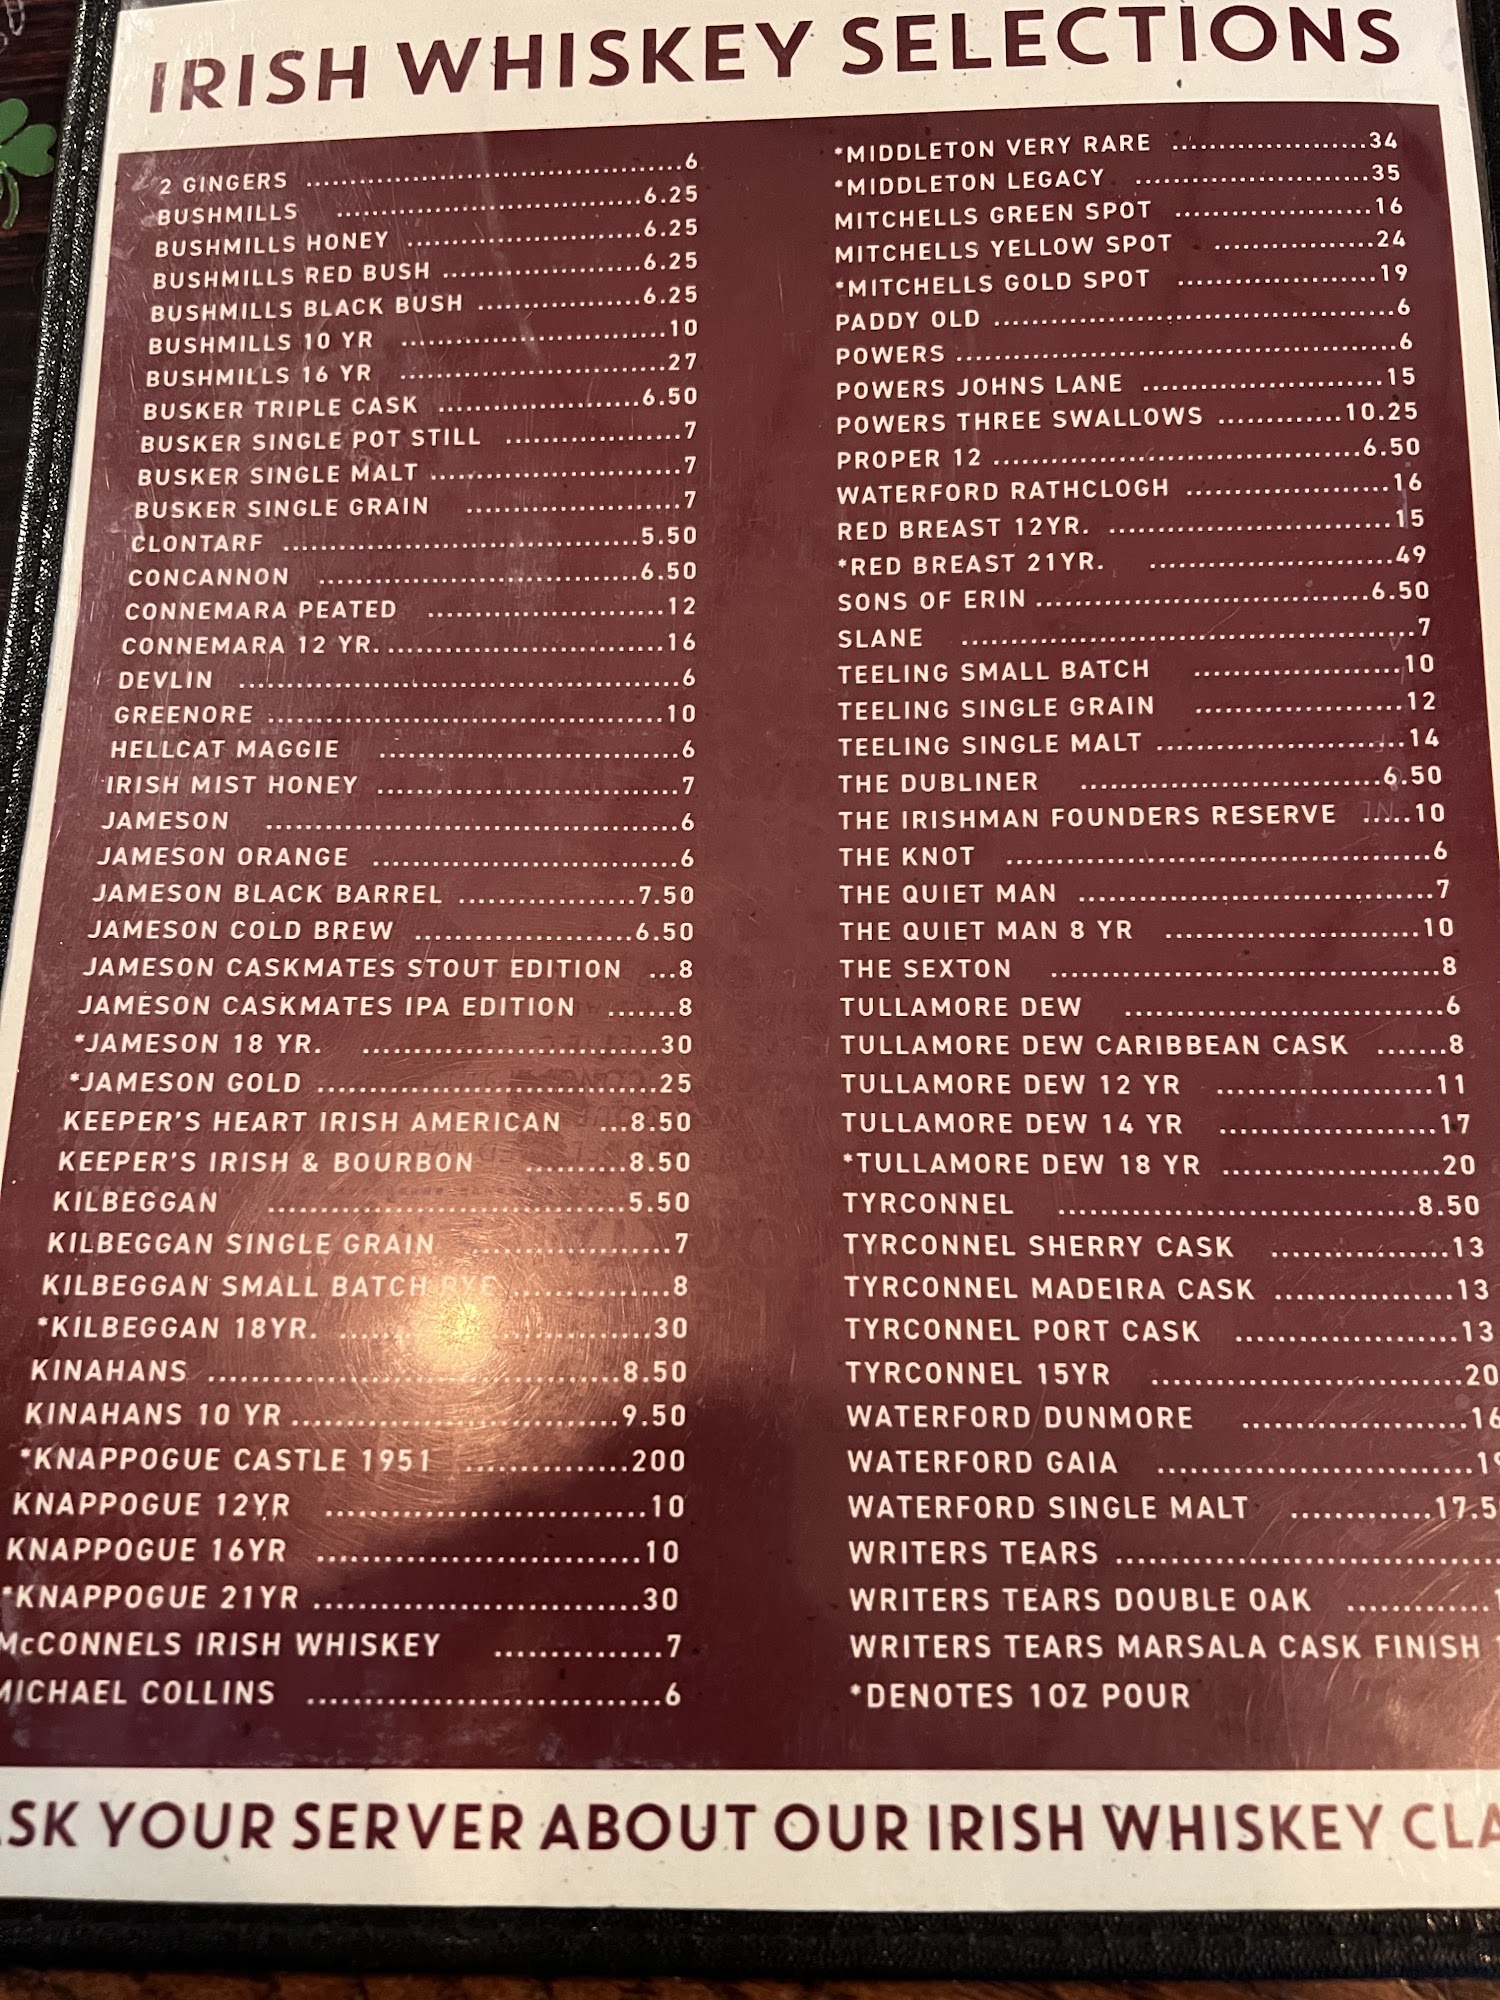 IRISH WHISKEY SELECTIONS
2 GINGERS ........................................6
BUSHMILLS ................................6.25
BUSHMILLS HONEY ........................6.25
BUSHMILLS RED BUSH .....................6.25
BUSHMILLS BLACK BUSH .................6.25
BUSHMILLS 10 YR ............................10
BUSHMILLS 16 YR ............................27
BUSKER TRIPLE CASK .....................6.50
BUSKER SINGLE POT STILL ...................7
BUSKER SINGLE MALT ..........................7
BUSKER SINGLE GRAIN ......................7
CLONTARF .....................................5.50
CONCANNON .................................6.50
CONNEMARA PEATED .........................12
CONNEMARA 12 YR. .............................16
DEVLIN ..............................................6
GREENORE .........................................10
HELLCAT MAGGIE ...............................6
IRISH MIST HONEY ...............................7
JAMESON ...........................................6
JAMESON ORANGE ................................6
JAMESON BLACK BARREL ..................7.50
JAMESON COLD BREW ......................6.50
JAMESON CASKMATES STOUT EDITION ...8
JAMESON CASKMATES IPA EDITION .......8
*JAMESON 18 YR. ..............................30
*JAMESON GOLD ..................................25
KEEPER'S HEART IRISH AMERICAN ...8.50
KEEPER'S IRISH & BOURBON ..........8.50
KILBEGGAN ...................................5.50
KILBEGGAN SINGLE GRAIN ...................7
KILBEGGAN SMALL BATCH RYE ...............8
*KILBEGGAN 18YR. ..............................30
KINAHANS .......................................8.50
KINAHANS 10 YR ...............................9.50
*KNAPPOGUE CASTLE 1951 ...............200
KNAPPOGUE 12YR ..............................10
KNAPPOGUE 16YR ..............................10
*KNAPPOGUE 21YR ..............................30
McCONNELS IRISH WHISKEY ...............7
MICHAEL COLLINS .................................6
*MIDDLETON VERY RARE .....................34
*MIDDLETON LEGACY .........................35
MITCHELLS GREEN SPOT .....................16
MITCHELLS YELLOW SPOT .................24
*MITCHELLS GOLD SPOT .....................19
PADDY OLD .........................................6
POWERS .............................................6
POWERS JOHNS LANE .........................15
POWERS THREE SWALLOWS .............10.25
PROPER 12 ......................................6.50
WATERFORD RATHCLOGH .....................16
RED BREAST 12YR. .............................15
*RED BREAST 21YR. .........................49
SONS OF ERIN ..................................6.50
SLANE ..............................................7
TEELING SMALL BATCH .....................10
TEELING SINGLE GRAIN .....................12
TEELING SINGLE MALT .........................14
THE DUBLINER ...............................6.50
THE IRISHMAN FOUNDERS RESERVE .....10
THE KNOT ...........................................6
THE QUIET MAN ....................................7
THE QUIET MAN 8 YR .........................10
THE SEXTON ........................................8
TULLAMORE DEW .................................6
TULLAMORE DEW CARIBBEAN CASK .......8
TULLAMORE DEW 12 YR ......................11
TULLAMORE DEW 14 YR ......................17
*TULLAMORE DEW 18 YR ......................20
TYRCONNEL ....................................8.50
TYRCONNEL SHERRY CASK .................13
TYRCONNEL MADEIRA CASK .................13
TYRCONNEL PORT CASK .....................13
TYRCONNEL 15YR ..............................20
WATERFORD DUNMORE .....................16
WATERFORD GAIA ..............................
WATERFORD SINGLE MALT .............17.5
WRITERS TEARS ..................................
WRITERS TEARS DOUBLE OAK .............
WRITERS TEARS MARSALA CASK FINISH
*DENOTES 1OZ POUR
SK YOUR SERVER ABOUT OUR IRISH WHISKEY CLA